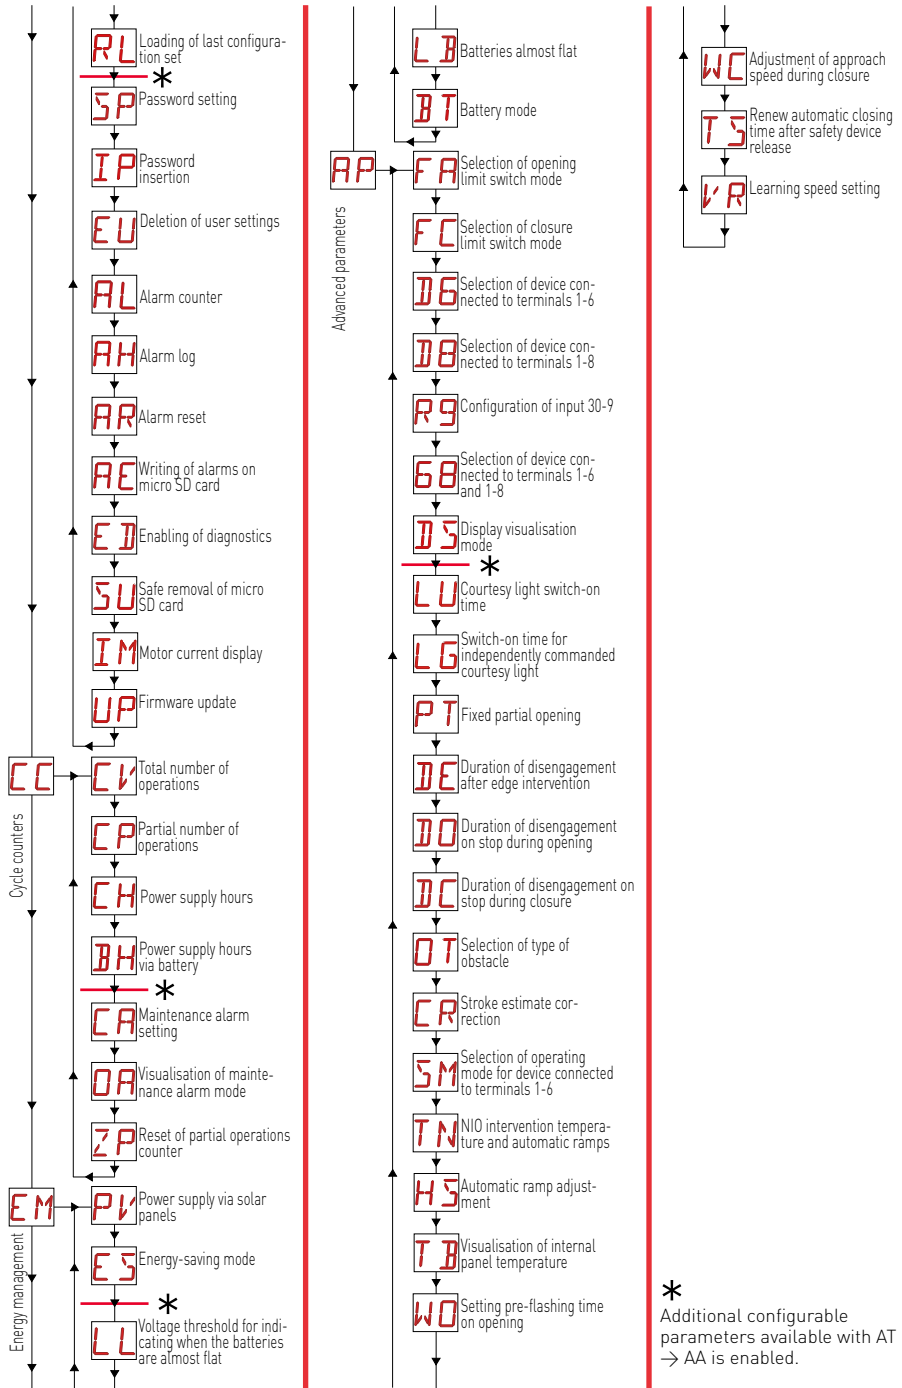 RL
Loading of last configura-
tion set
*
SP
Password setting
IP
Password
insertion
EU
Deletion of user settings
AL
Alarm counter
AH
Alarm log
AR
Alarm reset
AE
Writing of alarms on
micro SD card
ED
Enabling of diagnostics
SU
Safe removal of micro
SD card
IM
Motor current display
UP
Firmware update
CC
Cycle counters
CV
Total number of
operations
CP
Partial number of
operations
CH
Power supply hours
BH
Power supply hours
via battery
*
CA
Maintenance alarm
setting
OA
Visualisation of mainte-
nance alarm mode
ZP
Reset of partial operations
counter
EM
Energy management
PV
Power supply via solar
panels
ES
Energy-saving mode
*
LL
Voltage threshold for indi-
cating when the batteries
are almost flat
LB
Batteries almost flat
BT
Battery mode
AP
Advanced parameters
FA
Selection of opening
limit switch mode
FC
Selection of closure
limit switch mode
D6
Selection of device con-
nected to terminals 1-6
D8
Selection of device con-
nected to terminals 1-8
R9
Configuration of input 30-9
68
Selection of device con-
nected to terminals 1-6
and 1-8
DS
Display visualisation
mode
*
LU
Courtesy light switch-on
time
LG
Switch-on time for
independently commanded
courtesy light
PT
Fixed partial opening
DE
Duration of disengagement
after edge intervention
DO
Duration of disengagement
on stop during opening
DC
Duration of disengagement on
stop during closure
OT
Selection of type of
obstacle
CR
Stroke estimate cor-
rection
SM
Selection of operating
mode for device connected
to terminals 1-6
TN
NIO intervention tempera-
ture and automatic ramps
HS
Automatic ramp adjust-
ment
TB
Visualisation of internal
panel temperature
WO
Setting pre-flashing time
on opening
WC
Adjustment of approach
speed during closure
TS
Renew automatic closing
time after safety device
release
VR
Learning speed setting
*
Additional configurable
parameters available with AT
→ AA is enabled.